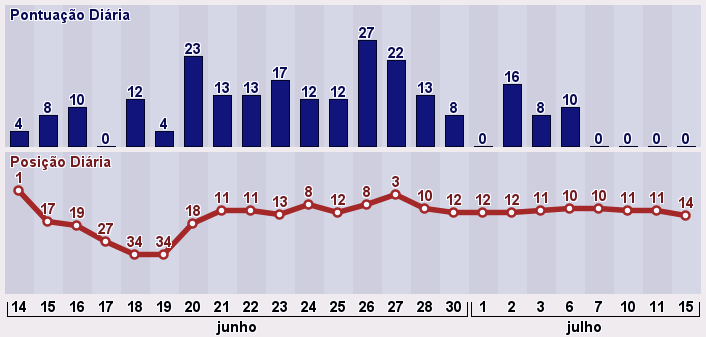 Pontuação Diária
4 8 10 0 12 4 23 13 13 17 12 12 27 22 13 8 0 16 8 10 0 0 0 0
Posição Diária
1 17 19 27 34 34 18 11 11 13 8 12 8 3 10 12 12 12 11 10 10 11 11 14
14 15 16 17 18 19 20 21 22 23 24 25 26 27 28 30 1 2 3 6 7 10 11 15
junho julho